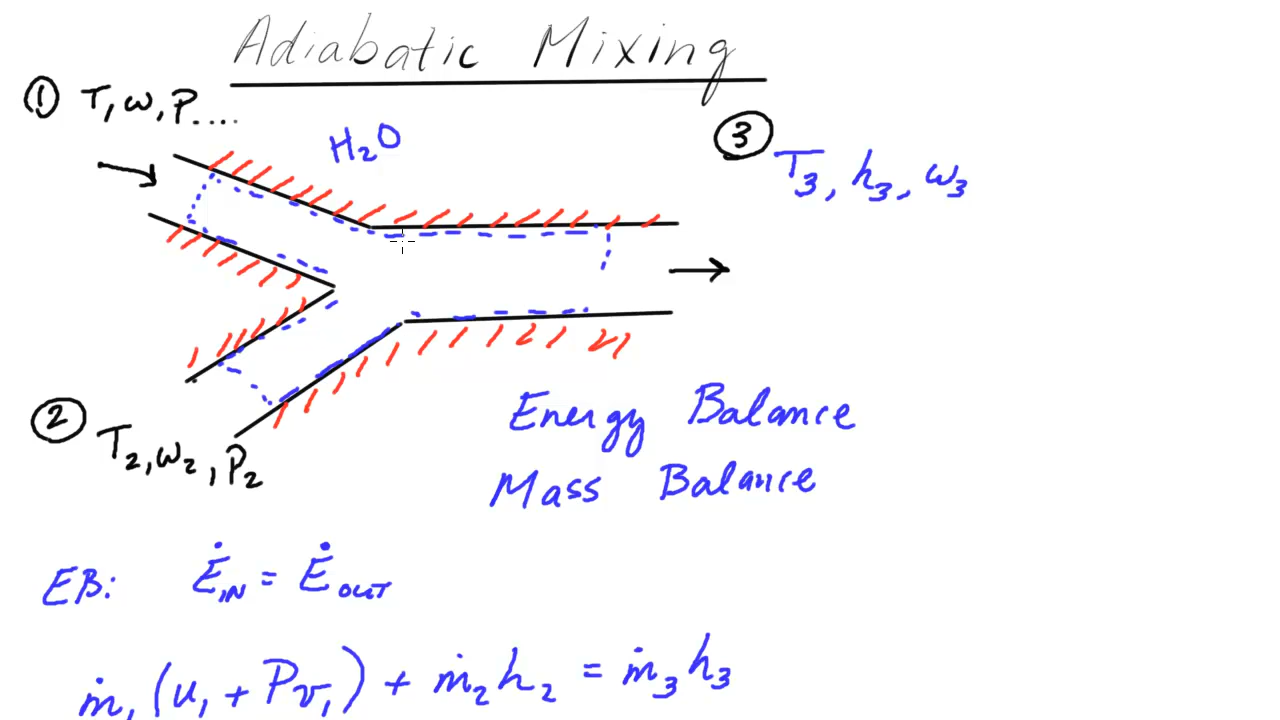 Adiabatic Mixing
① T, ω, P....
H₂O
③ T₃, h₃, ω₃
② T₂, ω₂, P₂
Energy Balance
Mass Balance
EB: Ė_IN = Ė_OUT
ṁ₁(u₁ + Pv₁) + ṁ₂h₂ = ṁ₃h₃